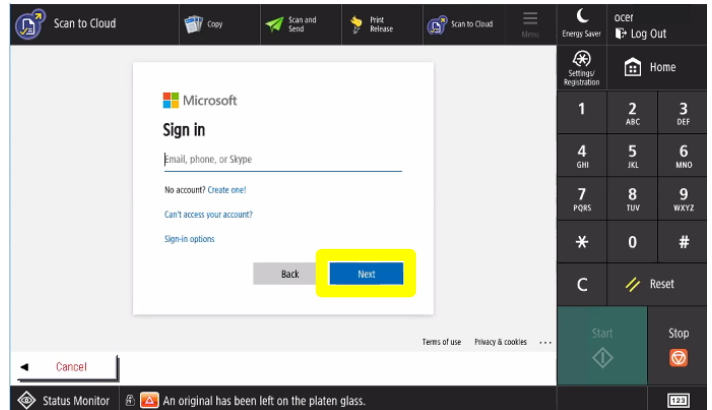 Scan to Cloud
Copy
Scan and
Send
Print
Release
Scan to Cloud
Menu
Energy Saver
ocer
Log Out
Settings/
Registration
Home
Microsoft
Sign in
Email, phone, or Skype
No account? Create one!
Can't access your account?
Sign-in options
Back
Next
Terms of use
Privacy & cookies
...
Cancel
1
2
ABC
3
DEF
4
GHI
5
JKL
6
MNO
7
PQRS
8
TUV
9
WXYZ
*
0
#
C
Reset
Start
Stop
Status Monitor
An original has been left on the platen glass.
123